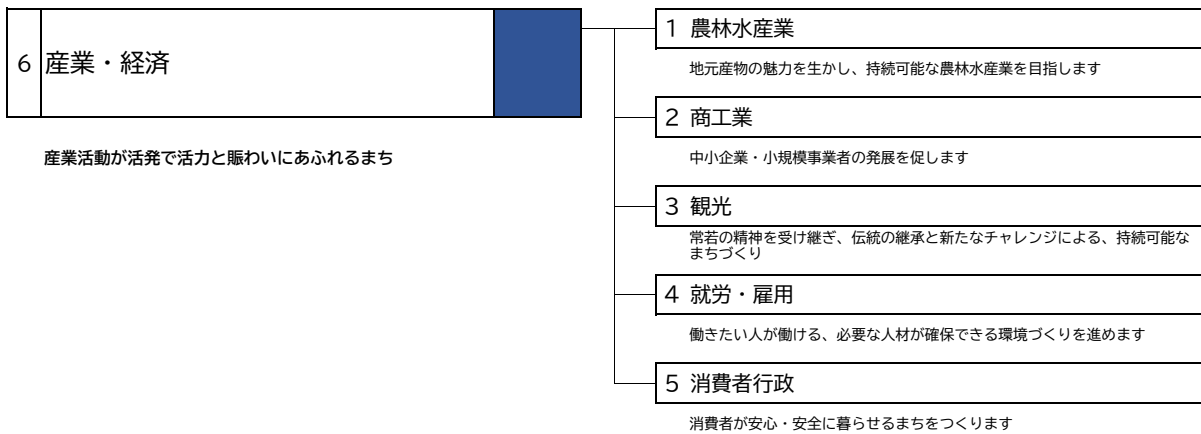 6 産業・経済
産業活動が活発で活力と賑わいにあふれるまち
1 農林水産業
地元産物の魅力を生かし、持続可能な農林水産業を目指します
2 商工業
中小企業・小規模事業者の発展を促します
3 観光
常若の精神を受け継ぎ、伝統の継承と新たなチャレンジによる、持続可能な
まちづくり
4 就労・雇用
働きたい人が働ける、必要な人材が確保できる環境づくりを進めます
5 消費者行政
消費者が安心・安全に暮らせるまちをつくります